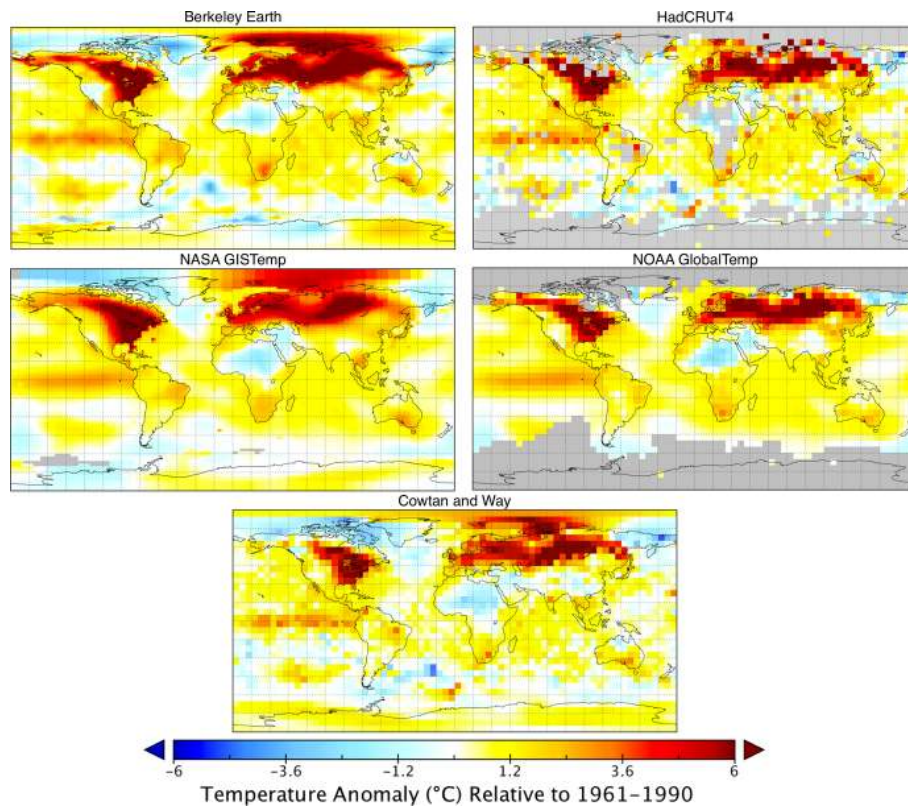 Berkeley Earth
HadCRUT4
NASA GISTemp
NOAA GlobalTemp
Cowtan and Way
-6 -3.6 -1.2 1.2 3.6 6
Temperature Anomaly (°C) Relative to 1961–1990